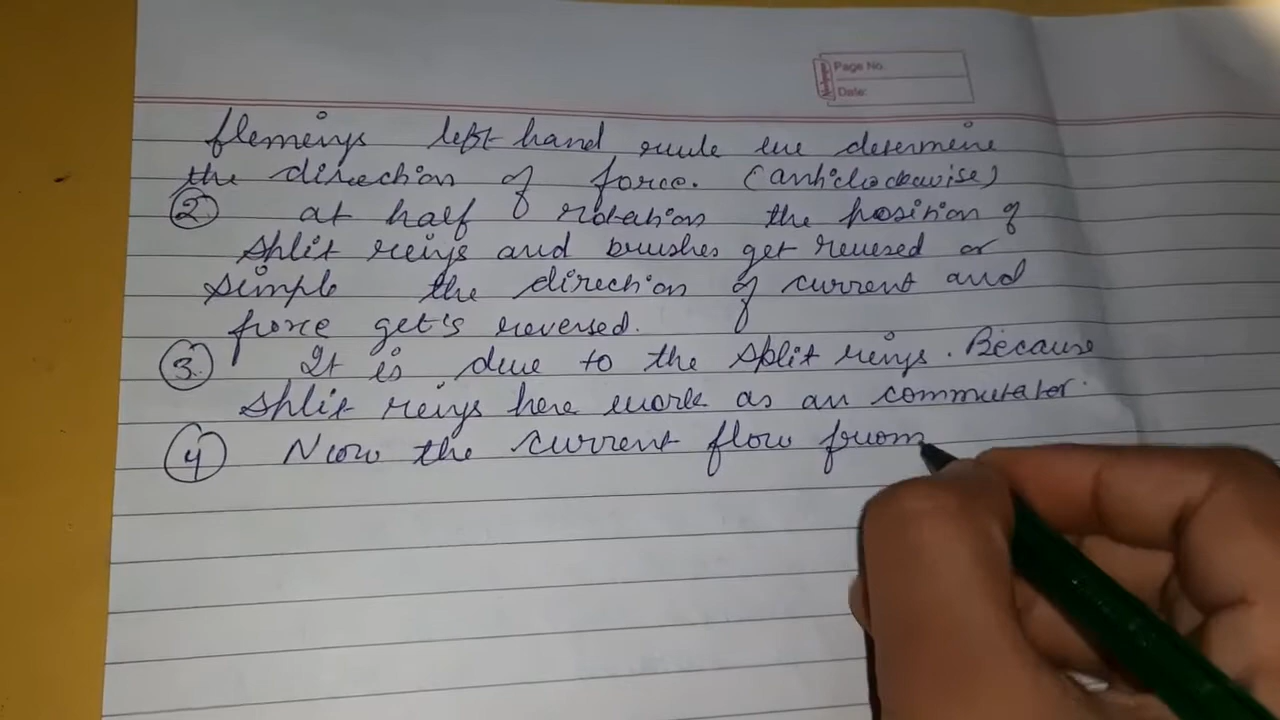 Page No.
Date:
flemings left hand rule we determine
the direction of force. (anticlockwise)
2. at half rotation the position of
split rings and brushes get revesed or
simple the direction of current and
force get's reversed.
3. It is due to the split rings. Because
split rings here work as an commutator.
4 Now the current flow from